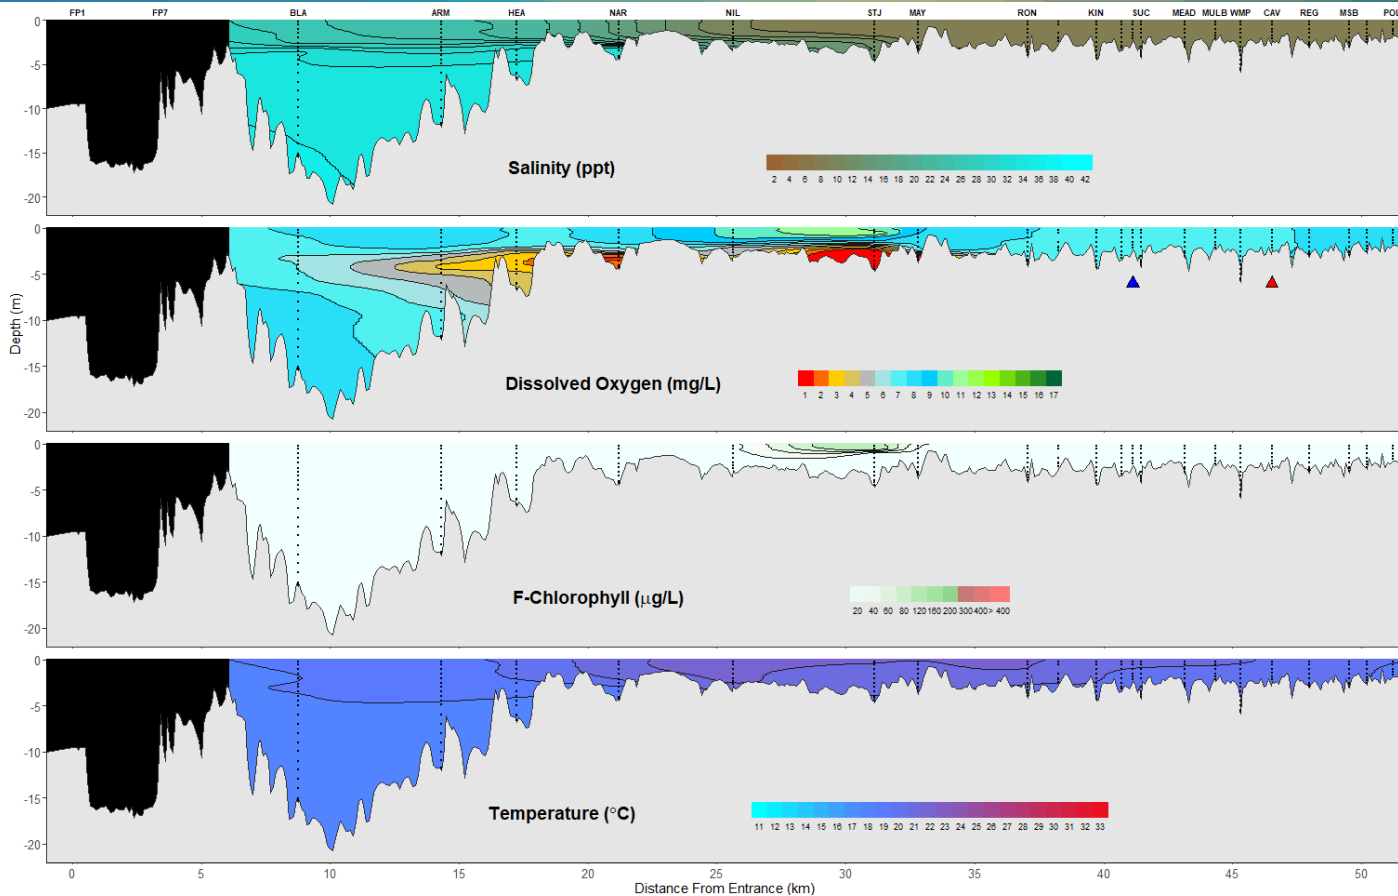 FP1 FP7 BLA ARM HEA NAR NIL STJ MAY RON KIN SUC MEAD MULB WMP CAV REG MSB POL
0
-5
-10
-15
-20
Salinity (ppt)
2 4 6 8 10 12 14 16 18 20 22 24 26 28 30 32 34 36 38 40 42
0
-5
-10
-15
-20
Depth (m)
Dissolved Oxygen (mg/L)
1 2 3 4 5 6 7 8 9 10 11 12 13 14 15 16 17
0
-5
-10
-15
-20
F-Chlorophyll (µg/L)
20 40 60 80 120 160 200 300 400 > 400
0
-5
-10
-15
-20
Temperature (°C)
11 12 13 14 15 16 17 18 19 20 21 22 23 24 25 26 27 28 29 30 31 32 33
0 5 10 15 20 25 30 35 40 45 50
Distance From Entrance (km)